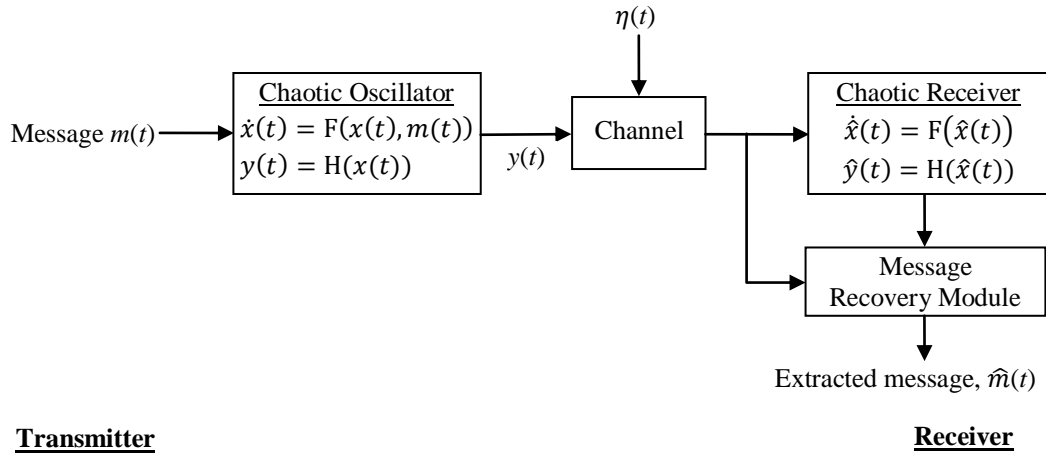 η(t)
Chaotic Oscillator
ẋ(t) = F(x(t), m(t))
y(t) = H(x(t))
Message m(t)
y(t)
Channel
Chaotic Receiver
x̂̇(t) = F(x̂(t))
ŷ(t) = H(x̂(t))
Message
Recovery Module
Extracted message, m̂(t)
Transmitter
Receiver